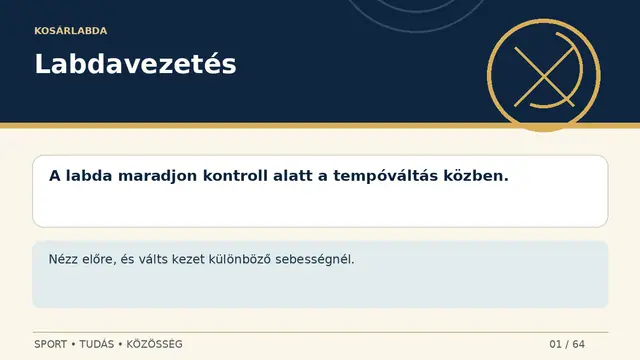 KOSÁRLABDA
Labdavezetés
A labda maradjon kontroll alatt a tempóváltás közben.
Nézz előre, és válts kezet különböző sebességnél.
SPORT • TUDÁS • KÖZÖSSÉG
01 / 64